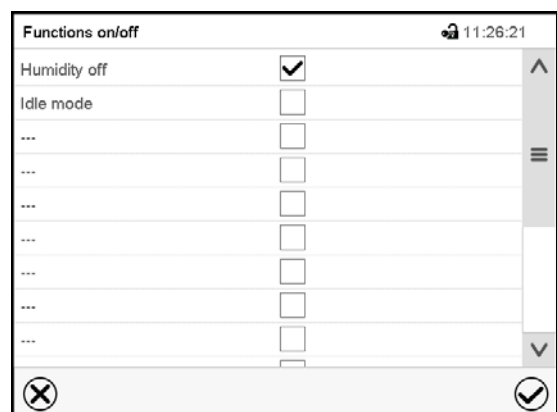 Functions on/off 11:26:21
Humidity off
Idle mode
---
---
---
---
---
---
---